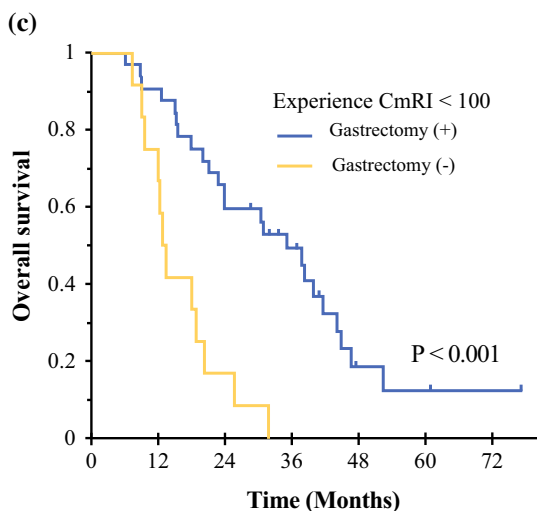 (c)
Overall survival
1
0.8
0.6
0.4
0.2
0
Experience CmRI < 100
Gastrectomy (+)
Gastrectomy (-)
P < 0.001
0 12 24 36 48 60 72
Time (Months)